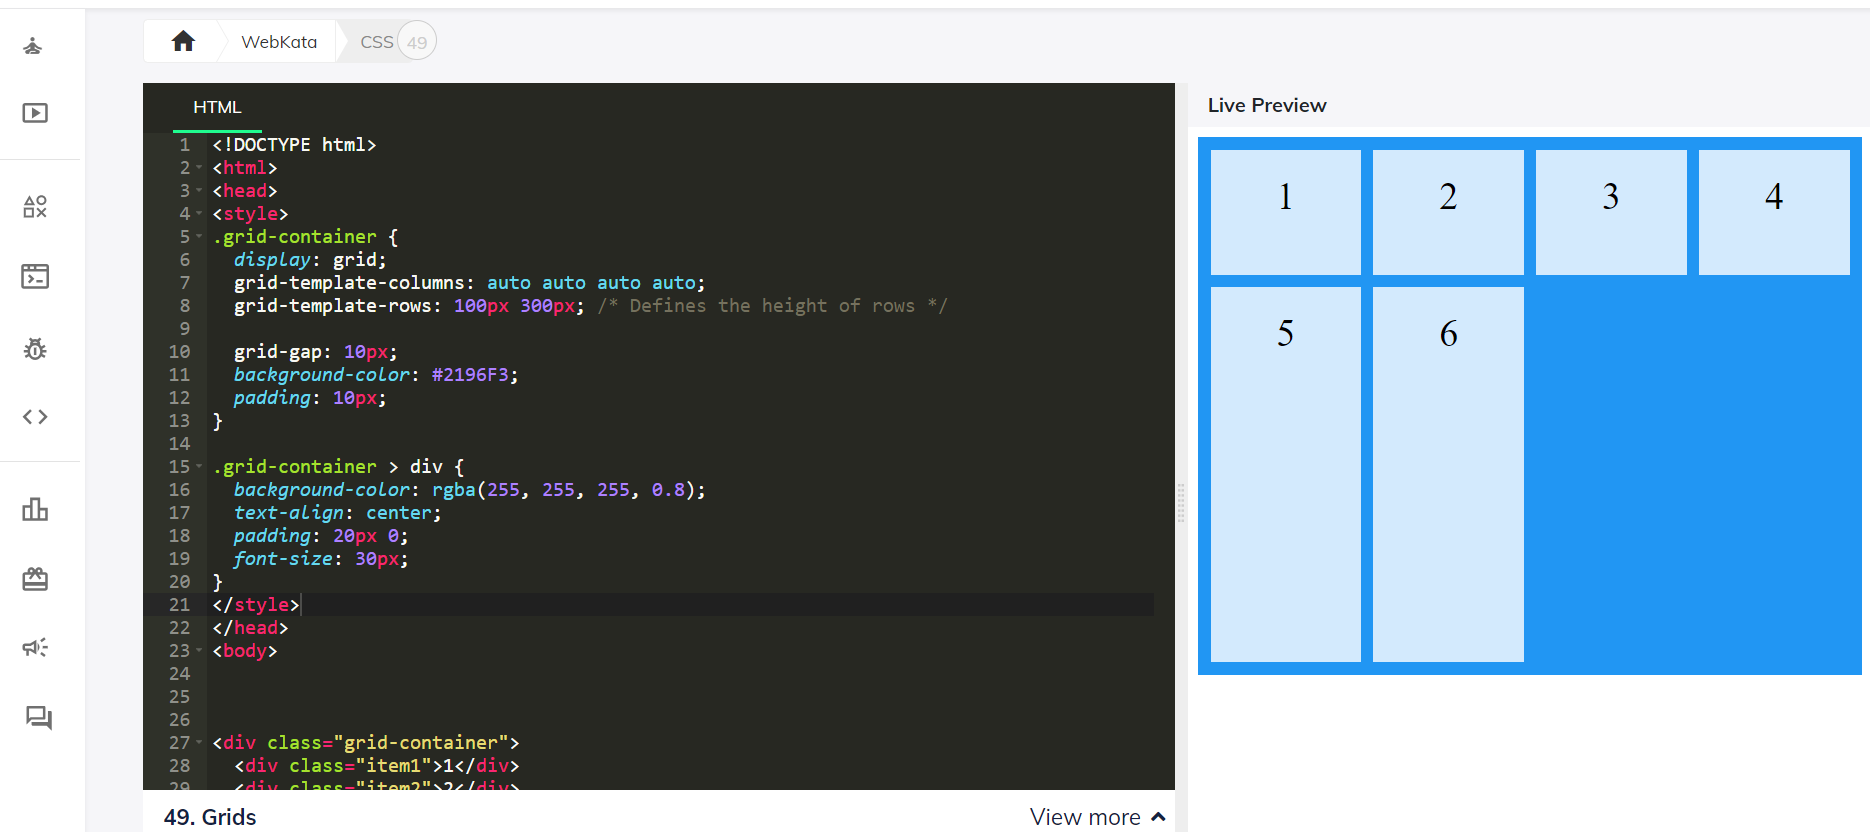 WebKata
CSS 49
HTML
1 <!DOCTYPE html>
2 <html>
3 <head>
4 <style>
5 .grid-container {
6   display: grid;
7   grid-template-columns: auto auto auto auto;
8   grid-template-rows: 100px 300px; /* Defines the height of rows */
9
10   grid-gap: 10px;
11   background-color: #2196F3;
12   padding: 10px;
13 }
14
15 .grid-container > div {
16   background-color: rgba(255, 255, 255, 0.8);
17   text-align: center;
18   padding: 20px 0;
19   font-size: 30px;
20 }
21 </style>
22 </head>
23 <body>
24
25
26
27 <div class="grid-container">
28   <div class="item1">1</div>
29   <div class="item2">2</div>
49. Grids
View more
Live Preview
1 2 3 4
5 6